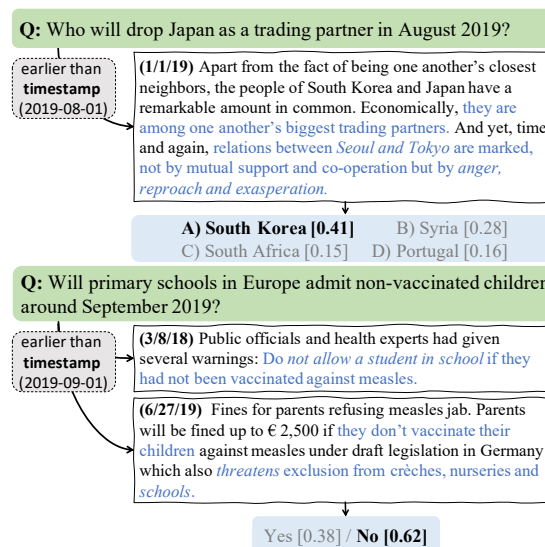 Q: Who will drop Japan as a trading partner in August 2019?
earlier than
timestamp
(2019-08-01)
(1/1/19) Apart from the fact of being one another's closest
neighbors, the people of South Korea and Japan have a
remarkable amount in common. Economically, they are
among one another's biggest trading partners. And yet, time
and again, relations between Seoul and Tokyo are marked,
not by mutual support and co-operation but by anger,
reproach and exasperation.
A) South Korea [0.41] B) Syria [0.28]
C) South Africa [0.15] D) Portugal [0.16]
Q: Will primary schools in Europe admit non-vaccinated children
around September 2019?
earlier than
timestamp
(2019-09-01)
(3/8/18) Public officials and health experts had given
several warnings: Do not allow a student in school if they
had not been vaccinated against measles.
(6/27/19) Fines for parents refusing measles jab. Parents
will be fined up to € 2,500 if they don't vaccinate their
children against measles under draft legislation in Germany
which also threatens exclusion from crèches, nurseries and
schools.
Yes [0.38] / No [0.62]